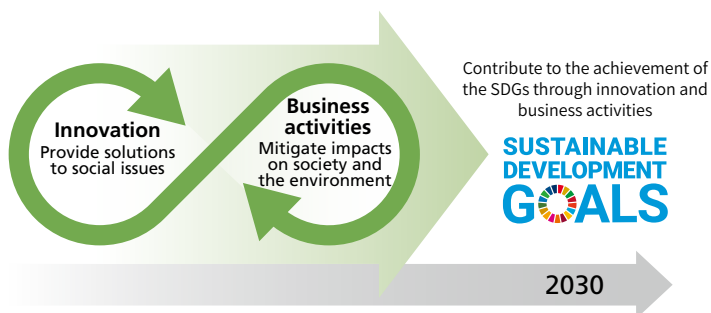 Innovation
Provide solutions
to social issues
Business
activities
Mitigate impacts
on society and
the environment
Contribute to the achievement of
the SDGs through innovation and
business activities
SUSTAINABLE
DEVELOPMENT
GOALS
2030